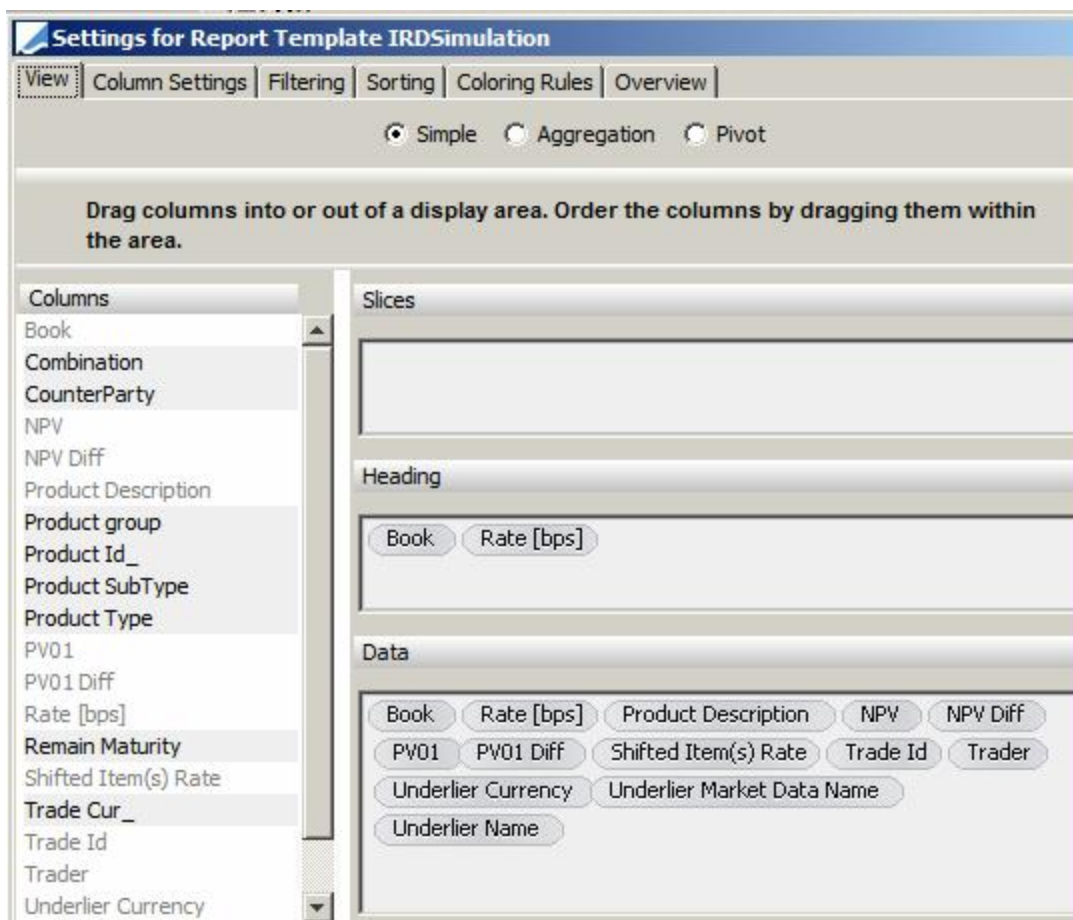 Settings for Report Template IRDSimulation
View Column Settings Filtering Sorting Coloring Rules Overview
Simple Aggregation Pivot
Drag columns into or out of a display area. Order the columns by dragging them within
the area.
Columns
Book
Combination
CounterParty
NPV
NPV Diff
Product Description
Product group
Product Id_
Product SubType
Product Type
PV01
PV01 Diff
Rate [bps]
Remain Maturity
Shifted Item(s) Rate
Trade Cur_
Trade Id
Trader
Underlier Currency
Slices
Heading
Book Rate [bps]
Data
Book Rate [bps] Product Description NPV NPV Diff
PV01 PV01 Diff Shifted Item(s) Rate Trade Id Trader
Underlier Currency Underlier Market Data Name
Underlier Name